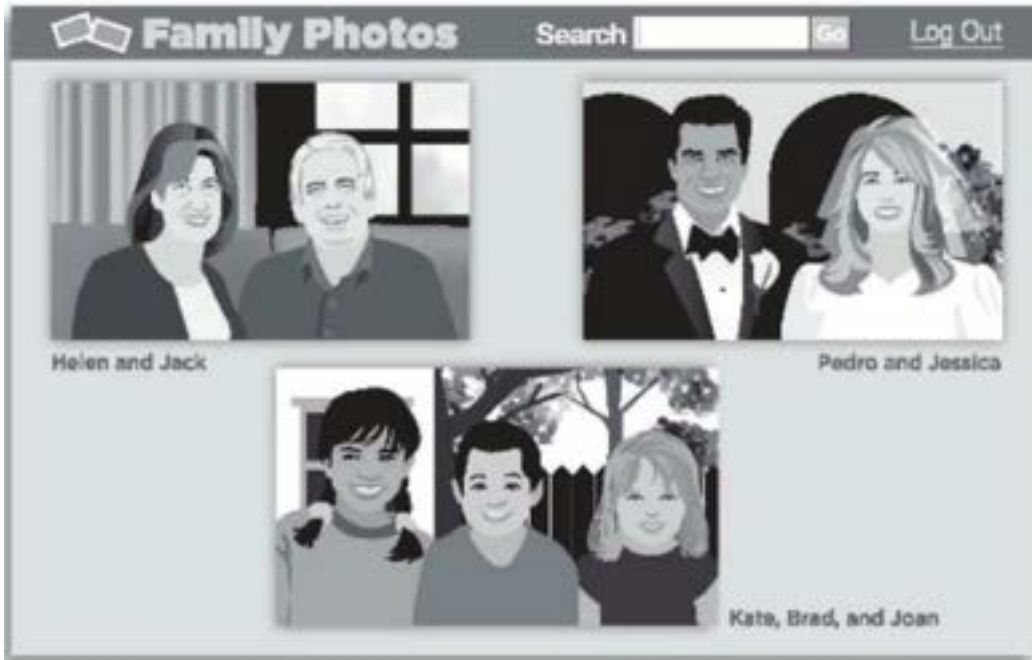 Family Photos Search Go Log Out
Helen and Jack
Pedro and Jessica
Kate, Brad, and Joan